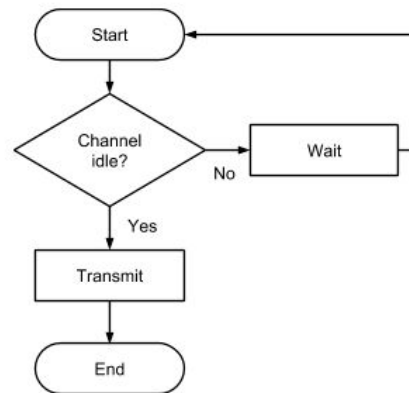 Start
Channel
idle?
No
Wait
Yes
Transmit
End